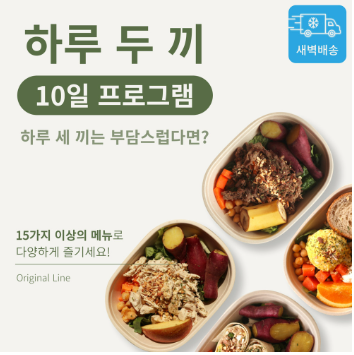 새벽배송
하루 두 끼
10일 프로그램
하루 세 끼는 부담스럽다면?
15가지 이상의 메뉴로
다양하게 즐기세요!
Original Line